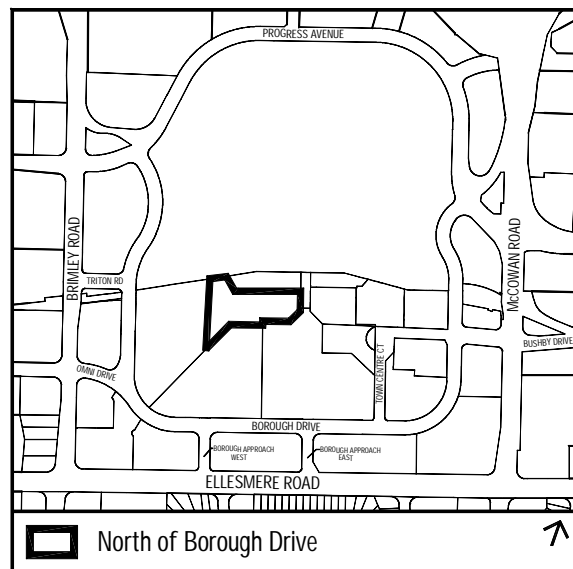 PROGRESS AVENUE
BRIMLEY ROAD
McCOWAN ROAD
TRITON RD
BUSHBY DRIVE
TOWN CENTRE CT
OMNI DRIVE
BOROUGH DRIVE
BOROUGH APPROACH
WEST
BOROUGH APPROACH
EAST
ELLESMERE ROAD
North of Borough Drive